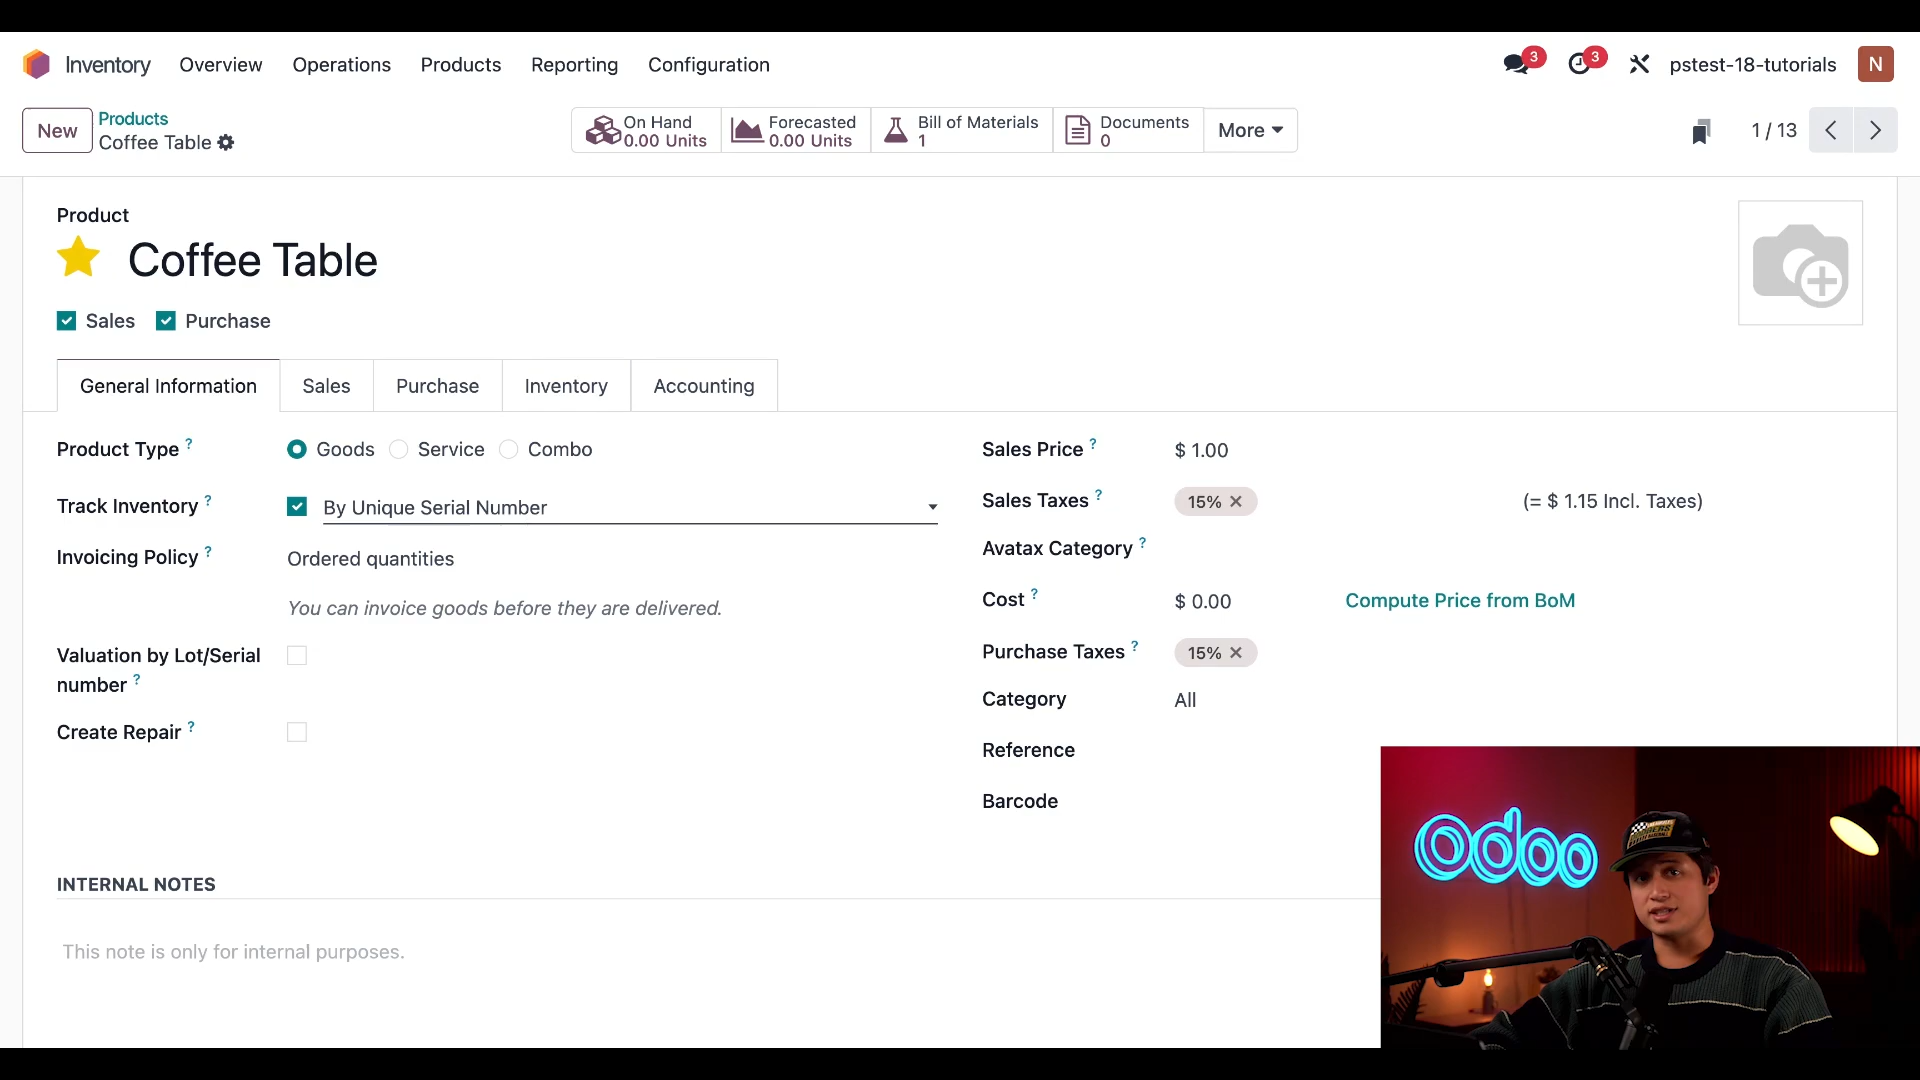 Inventory Overview Operations Products Reporting Configuration 3 3 pstest-18-tutorials N
New Products On Hand Forecasted Bill of Materials Documents More 1 / 13
Coffee Table 0.00 Units 0.00 Units 1 0
Product
Coffee Table
Sales Purchase
General Information Sales Purchase Inventory Accounting
Product Type ? Goods Service Combo Sales Price ? $ 1.00
Track Inventory ? By Unique Serial Number Sales Taxes ? 15% (= $ 1.15 Incl. Taxes)
Invoicing Policy ? Ordered quantities Avatax Category ?
You can invoice goods before they are delivered. Cost ? $ 0.00 Compute Price from BoM
Valuation by Lot/Serial Purchase Taxes ? 15%
number ? Category All
Create Repair ? Reference
Barcode
odoo
INTERNAL NOTES
This note is only for internal purposes.